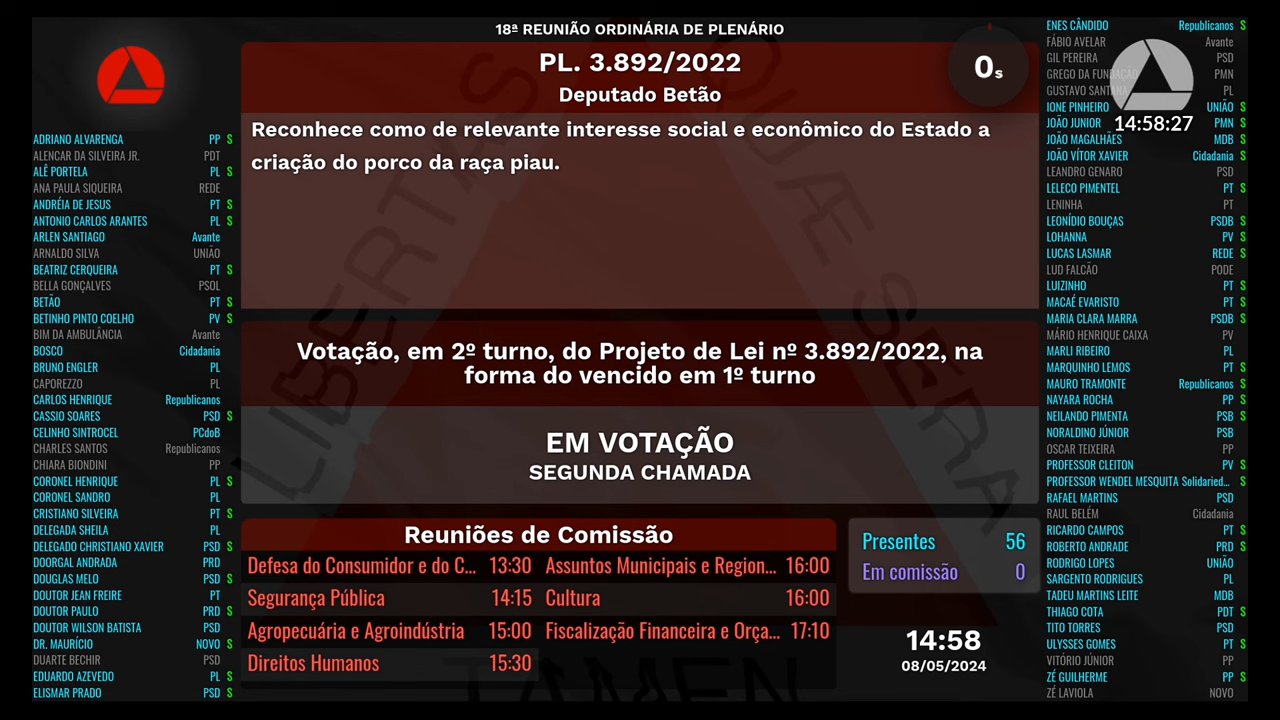 18ª REUNIÃO ORDINÁRIA DE PLENÁRIO
PL. 3.892/2022
Deputado Betão
0s
Reconhece como de relevante interesse social e econômico do Estado a
criação do porco da raça piau.
Votação, em 2º turno, do Projeto de Lei nº 3.892/2022, na
forma do vencido em 1º turno
EM VOTAÇÃO
SEGUNDA CHAMADA
Reuniões de Comissão
Defesa do Consumidor e do C... 13:30 Assuntos Municipais e Region... 16:00
Segurança Pública 14:15 Cultura 16:00
Agropecuária e Agroindústria 15:00 Fiscalização Financeira e Orça... 17:10
Direitos Humanos 15:30
Presentes 56
Em comissão 0
14:58
08/05/2024
ADRIANO ALVARENGA PP S
ALENCAR DA SILVEIRA JR. PDT
ALÊ PORTELA PL S
ANA PAULA SIQUEIRA REDE
ANDRÉIA DE JESUS PT S
ANTONIO CARLOS ARANTES PL S
ARLEN SANTIAGO Avante
ARNALDO SILVA UNIÃO
BEATRIZ CERQUEIRA PT S
BELLA GONÇALVES PSOL
BETÃO PT S
BETINHO PINTO COELHO PV S
BIM DA AMBULÂNCIA Avante
BOSCO Cidadania
BRUNO ENGLER PL
CAPOREZZO PL
CARLOS HENRIQUE Republicanos
CASSIO SOARES PSD S
CELINHO SINTROCEL PCdoB
CHARLES SANTOS Republicanos
CHIARA BIONDINI PP
CORONEL HENRIQUE PL S
CORONEL SANDRO PL
CRISTIANO SILVEIRA PT S
DELEGADA SHEILA PL
DELEGADO CHRISTIANO XAVIER PSD S
DOORGAL ANDRADA PRD
DOUGLAS MELO PSD S
DOUTOR JEAN FREIRE PT
DOUTOR PAULO PRD S
DOUTOR WILSON BATISTA PSD
DR. MAURÍCIO NOVO S
DUARTE BECHIR PSD
EDUARDO AZEVEDO PL S
ELISMAR PRADO PSD S
ENES CÂNDIDO Republicanos S
FÁBIO AVELAR Avante
GIL PEREIRA PSD
GREGO DA FUNDAÇÃO PMN
GUSTAVO SANTANA PL
IONE PINHEIRO UNIÃO S
JOÃO JUNIOR PMN S
14:58:27
JOÃO MAGALHÃES MDB S
JOÃO VÍTOR XAVIER Cidadania S
LEANDRO GENARO PSD
LELECO PIMENTEL PT S
LENINHA PT
LEONÍDIO BOUÇAS PSDB S
LOHANNA PV S
LUCAS LASMAR REDE S
LUD FALCÃO PODE
LUIZINHO PT S
MACAÉ EVARISTO PT S
MARIA CLARA MARRA PSDB S
MÁRIO HENRIQUE CAIXA PV
MARLI RIBEIRO PL
MARQUINHO LEMOS PT S
MAURO TRAMONTE Republicanos S
NAYARA ROCHA PP S
NEILANDO PIMENTA PSB S
NORALDINO JÚNIOR PSB
OSCAR TEIXEIRA PP
PROFESSOR CLEITON PV S
PROFESSOR WENDEL MESQUITA Solidaried... S
RAFAEL MARTINS PSD
RAUL BELÉM Cidadania
RICARDO CAMPOS PT S
ROBERTO ANDRADE PRD S
RODRIGO LOPES UNIÃO
SARGENTO RODRIGUES PL
TADEU MARTINS LEITE MDB
THIAGO COTA PDT S
TITO TORRES PSD
ULYSSES GOMES PT S
VITÓRIO JÚNIOR PP
ZÉ GUILHERME PP S
ZÉ LAVIOLA NOVO
LIBERTAS QUÆ SERA TAMEN